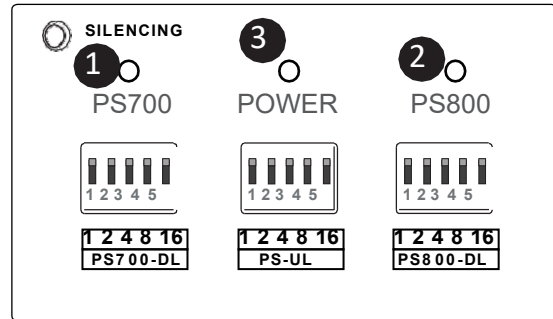 SILENCING
1 3 2
PS700 POWER PS800
1 2 3 4 5 1 2 3 4 5 1 2 3 4 5
1 2 4 8 16 1 2 4 8 16 1 2 4 8 16
PS700-DL PS-UL PS800-DL